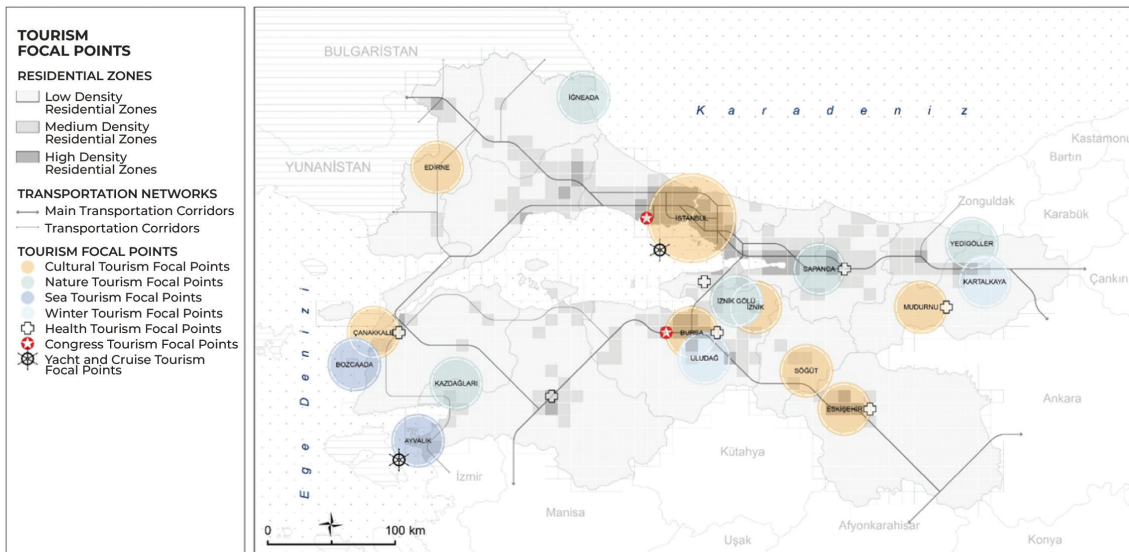 TOURISM
FOCAL POINTS
RESIDENTIAL ZONES
Low Density
Residential Zones
Medium Density
Residential Zones
High Density
Residential Zones
TRANSPORTATION NETWORKS
Main Transportation Corridors
Transportation Corridors
TOURISM FOCAL POINTS
Cultural Tourism Focal Points
Nature Tourism Focal Points
Sea Tourism Focal Points
Winter Tourism Focal Points
Health Tourism Focal Points
Congress Tourism Focal Points
Yacht and Cruise Tourism
Focal Points
BULGARİSTAN
İĞNEADA
Karadeniz
Kastamonu
Bartın
YUNANİSTAN
EDİRNE
Zonguldak
Karabük
İSTANBUL
YEDİGÖLLER
SAPANCA
Çankırı
KARTALKAYA
İZNİK GÖLÜ
İZNİK
MUDURNU
ÇANAKKALE
BURSA
BOZCAADA
ULUDAĞ
SÖĞÜT
KAZDAĞLARI
Ankara
ESKİŞEHİR
Ege Denizi
AYVALIK
Kütahya
İzmir
Manisa
Afyonkarahisar
Uşak
Konya
0 100 km